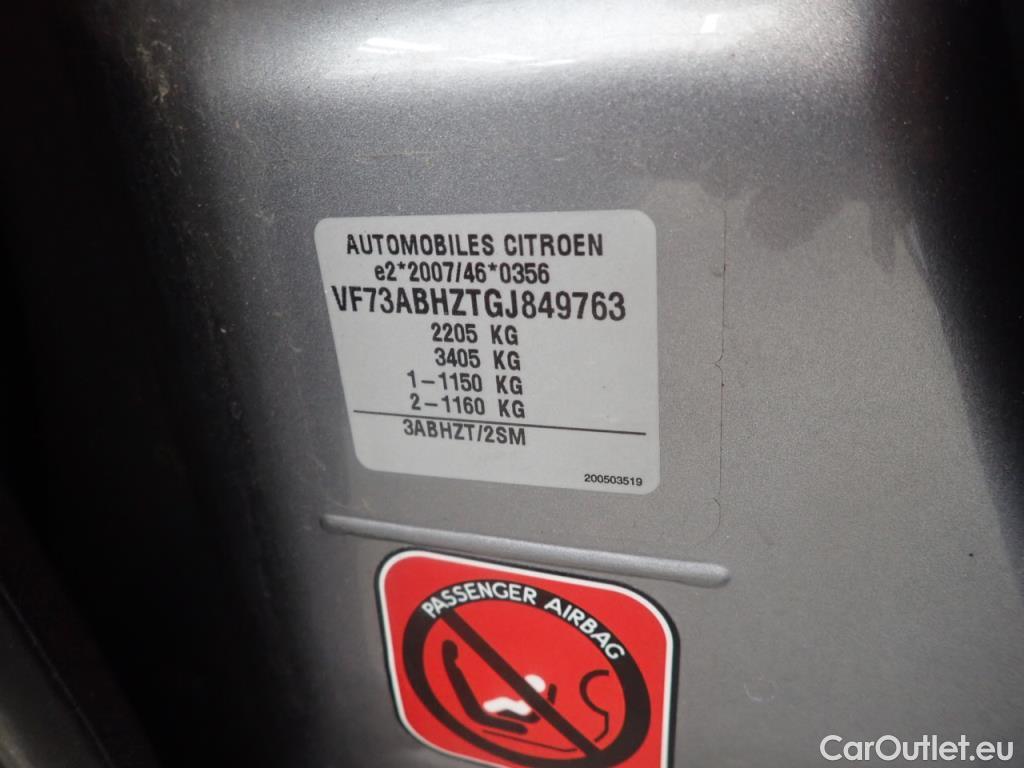 AUTOMOBILES CITROEN
e2*2007/46*0356
VF73ABHZTGJ849763
2205 KG
3405 KG
1-1150 KG
2-1160 KG
3ABHZT/2SM
200503519
PASSENGER AIRBAG
CarOutlet.eu